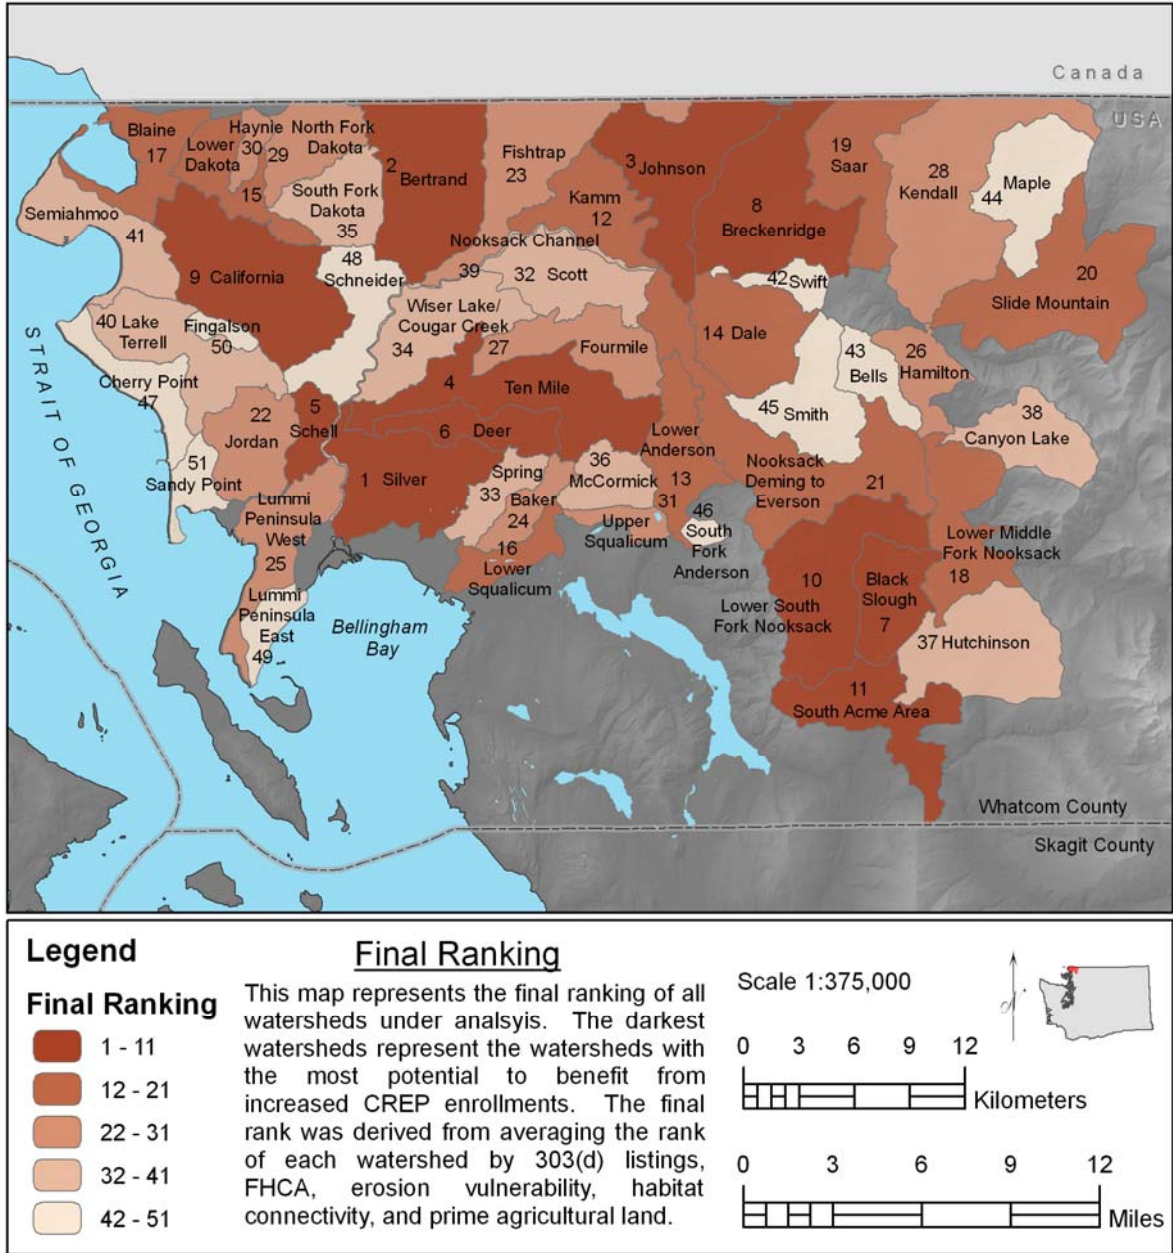 Canada
USA
Blaine
17
Lower
Dakota
Haynie
30
29
North Fork
Dakota
15
South Fork
Dakota
35
2
Bertrand
Fishtrap
23
Kamm
12
3 Johnson
8
Breckenridge
19
Saar
28
Kendall
Maple
44
20
Slide Mountain
Semiahmoo
41
9 California
48
Schneider
Nooksack Channel
39
32 Scott
42 Swift
40 Lake
Terrell
Fingalson
50
Wiser Lake/
Cougar Creek
34
27
Fourmile
14 Dale
43
Bells
26
Hamilton
Cherry Point
47
4
Ten Mile
45 Smith
38
Canyon Lake
22
Jordan
5
Schell
6 Deer
Lower
Anderson
13
31
51
Sandy Point
1 Silver
Spring
33
Baker
24
36
McCormick
Nooksack
Deming to
Everson
21
Lummi
Peninsula
West
25
16
Lower
Squalicum
Upper
Squalicum
46
South
Fork
Anderson
Lower Middle
Fork Nooksack
18
10
Lower South
Fork Nooksack
Black
Slough
7
Lummi
Peninsula
East
49
37 Hutchinson
11
South Acme Area
STRAIT OF GEORGIA
Bellingham
Bay
Whatcom County
Skagit County
Legend
Final Ranking
1 - 11
12 - 21
22 - 31
32 - 41
42 - 51
Final Ranking
This map represents the final ranking of all
watersheds under analsyis. The darkest
watersheds represent the watersheds with
the most potential to benefit from
increased CREP enrollments. The final
rank was derived from averaging the rank
of each watershed by 303(d) listings,
FHCA, erosion vulnerability, habitat
connectivity, and prime agricultural land.
Scale 1:375,000
0 3 6 9 12
Kilometers
0 3 6 9 12
Miles